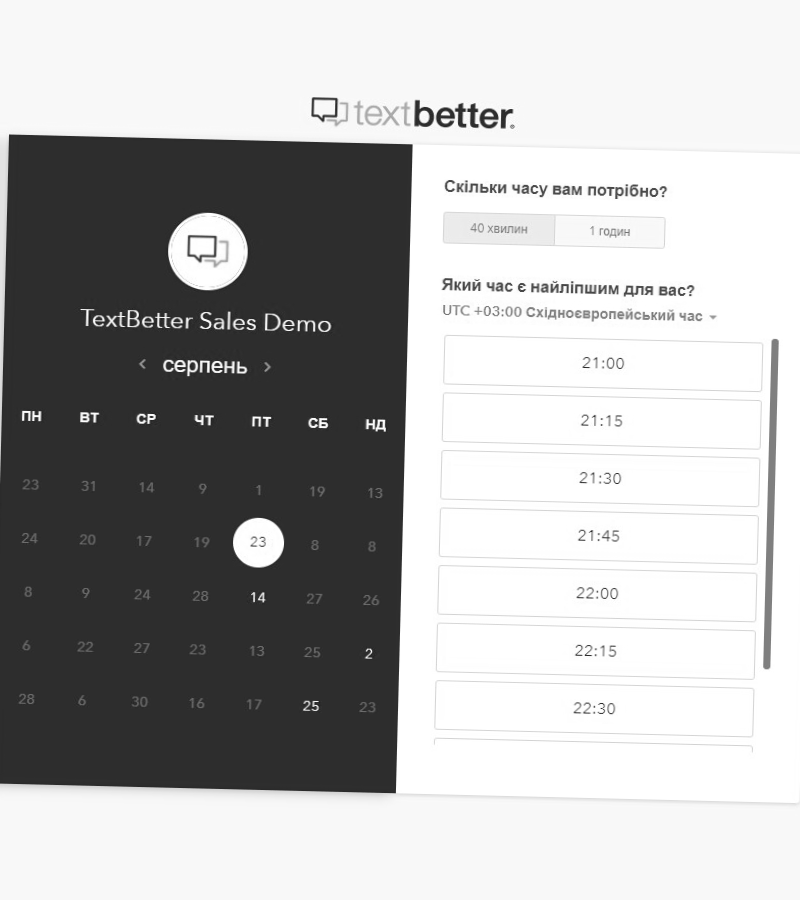 textbetter®
TextBetter Sales Demo
серпень
ПН ВТ СР ЧТ ПТ СБ НД
23 31 14 9 1 19 13
24 20 17 19 23 8 8
8 9 24 28 14 27 26
6 22 27 23 13 25 2
28 6 30 16 17 25 23
Скільки часу вам потрібно?
40 хвилин 1 годин
Який час є найліпшим для вас?
UTC +03:00 Східноєвропейський час
21:00
21:15
21:30
21:45
22:00
22:15
22:30